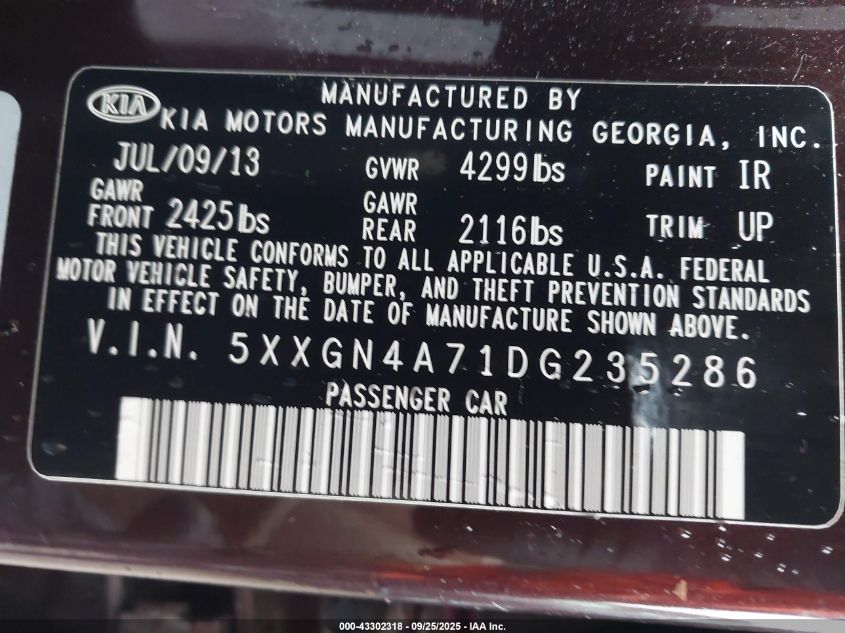 KIA
MANUFACTURED BY
KIA MOTORS MANUFACTURING GEORGIA, INC.
JUL/09/13 GVWR 4299lbs PAINT IR
GAWR FRONT 2425lbs GAWR REAR 2116lbs TRIM UP
THIS VEHICLE CONFORMS TO ALL APPLICABLE U.S.A. FEDERAL
MOTOR VEHICLE SAFETY, BUMPER, AND THEFT PREVENTION STANDARDS
IN EFFECT ON THE DATE OF MANUFACTURE SHOWN ABOVE.
V.I.N. 5XXGN4A71DG235286
PASSENGER CAR
000-43302318 - 09/25/2025 - IAA Inc.